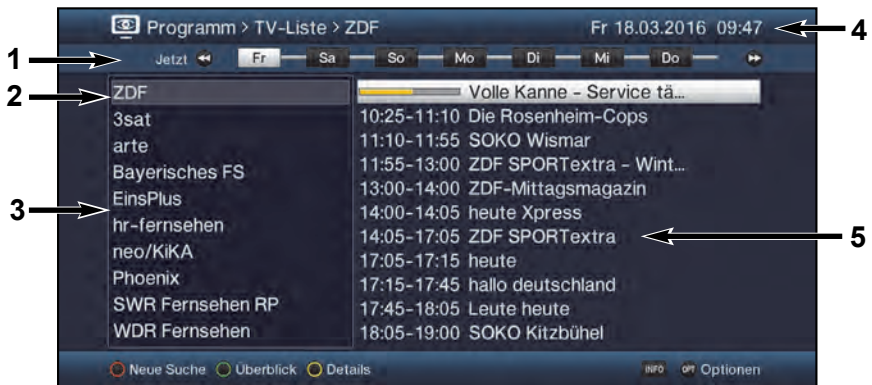 Programm > TV-Liste > ZDF Fr 18.03.2016 09:47
4
1
Jetzt Fr Sa So Mo Di Mi Do
2
ZDF Volle Kanne - Service tä...
3sat 10:25-11:10 Die Rosenheim-Cops
arte 11:10-11:55 SOKO Wismar
Bayerisches FS 11:55-13:00 ZDF SPORTextra - Wint...
EinsPlus 13:00-14:00 ZDF-Mittagsmagazin
3
hr-fernsehen 14:00-14:05 heute Xpress
neo/KiKA 14:05-17:05 ZDF SPORTextra
5
Phoenix 17:05-17:15 heute
SWR Fernsehen RP 17:15-17:45 hallo deutschland
WDR Fernsehen 17:45-18:05 Leute heute
18:05-19:00 SOKO Kitzbühel
Neue Suche Überblick Details INFO OPT Optionen